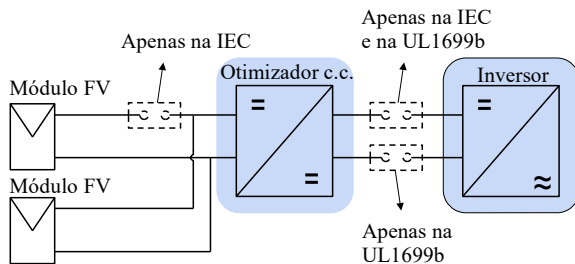 Apenas na IEC
Apenas na IEC
e na UL1699b
Módulo FV
Otimizador c.c.
Inversor
=
=
=
≈
Módulo FV
Apenas na
UL1699b